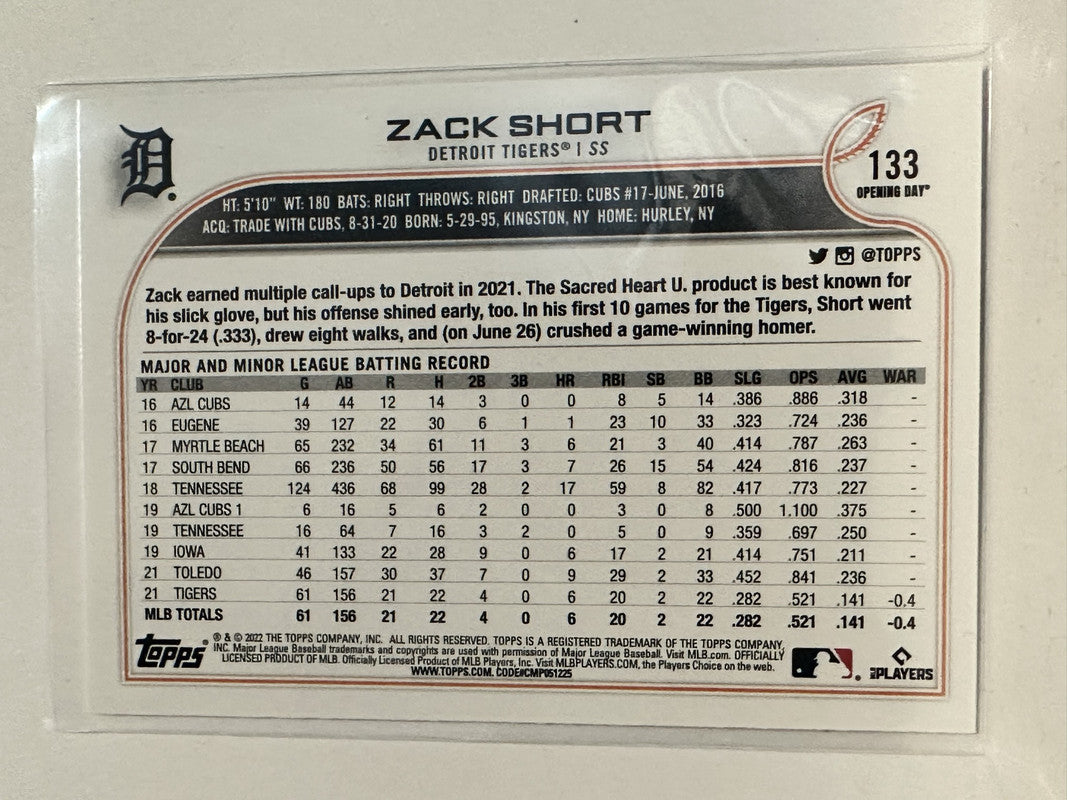 D
ZACK SHORT
DETROIT TIGERS® | SS
133
OPENING DAY®
HT: 5'10" WT: 180 BATS: RIGHT THROWS: RIGHT DRAFTED: CUBS #17-JUNE, 2016
ACQ: TRADE WITH CUBS, 8-31-20 BORN: 5-29-95, KINGSTON, NY HOME: HURLEY, NY
@TOPPS
Zack earned multiple call-ups to Detroit in 2021. The Sacred Heart U. product is best known for
his slick glove, but his offense shined early, too. In his first 10 games for the Tigers, Short went
8-for-24 (.333), drew eight walks, and (on June 26) crushed a game-winning homer.
MAJOR AND MINOR LEAGUE BATTING RECORD
YR CLUB G AB R H 2B 3B HR RBI SB BB SLG OPS AVG WAR
16 AZL CUBS 14 44 12 14 3 0 0 8 5 14 .386 .886 .318 -
16 EUGENE 39 127 22 30 6 1 1 23 10 33 .323 .724 .236 -
17 MYRTLE BEACH 65 232 34 61 11 3 6 21 3 40 .414 .787 .263 -
17 SOUTH BEND 66 236 50 56 17 3 7 26 15 54 .424 .816 .237 -
18 TENNESSEE 124 436 68 99 28 2 17 59 8 82 .417 .773 .227 -
19 AZL CUBS 1 6 16 5 6 2 0 0 3 0 8 .500 1.100 .375 -
19 TENNESSEE 16 64 7 16 3 2 0 5 0 9 .359 .697 .250 -
19 IOWA 41 133 22 28 9 0 6 17 2 21 .414 .751 .211 -
21 TOLEDO 46 157 30 37 7 0 9 29 2 33 .452 .841 .236 -
21 TIGERS 61 156 21 22 4 0 6 20 2 22 .282 .521 .141 -0.4
MLB TOTALS 61 156 21 22 4 0 6 20 2 22 .282 .521 .141 -0.4
Topps
® & © 2022 THE TOPPS COMPANY, INC. ALL RIGHTS RESERVED. TOPPS IS A REGISTERED TRADEMARK OF THE TOPPS COMPANY,
INC. Major League Baseball trademarks and copyrights are used with permission of Major League Baseball. Visit MLB.com. OFFICIALLY
LICENSED PRODUCT OF MLB. Officially Licensed Product of MLB Players, Inc. Visit MLBPLAYERS.COM, the Players Choice on the web.
WWW.TOPPS.COM. CODE#CMP051225
MLB PLAYERS